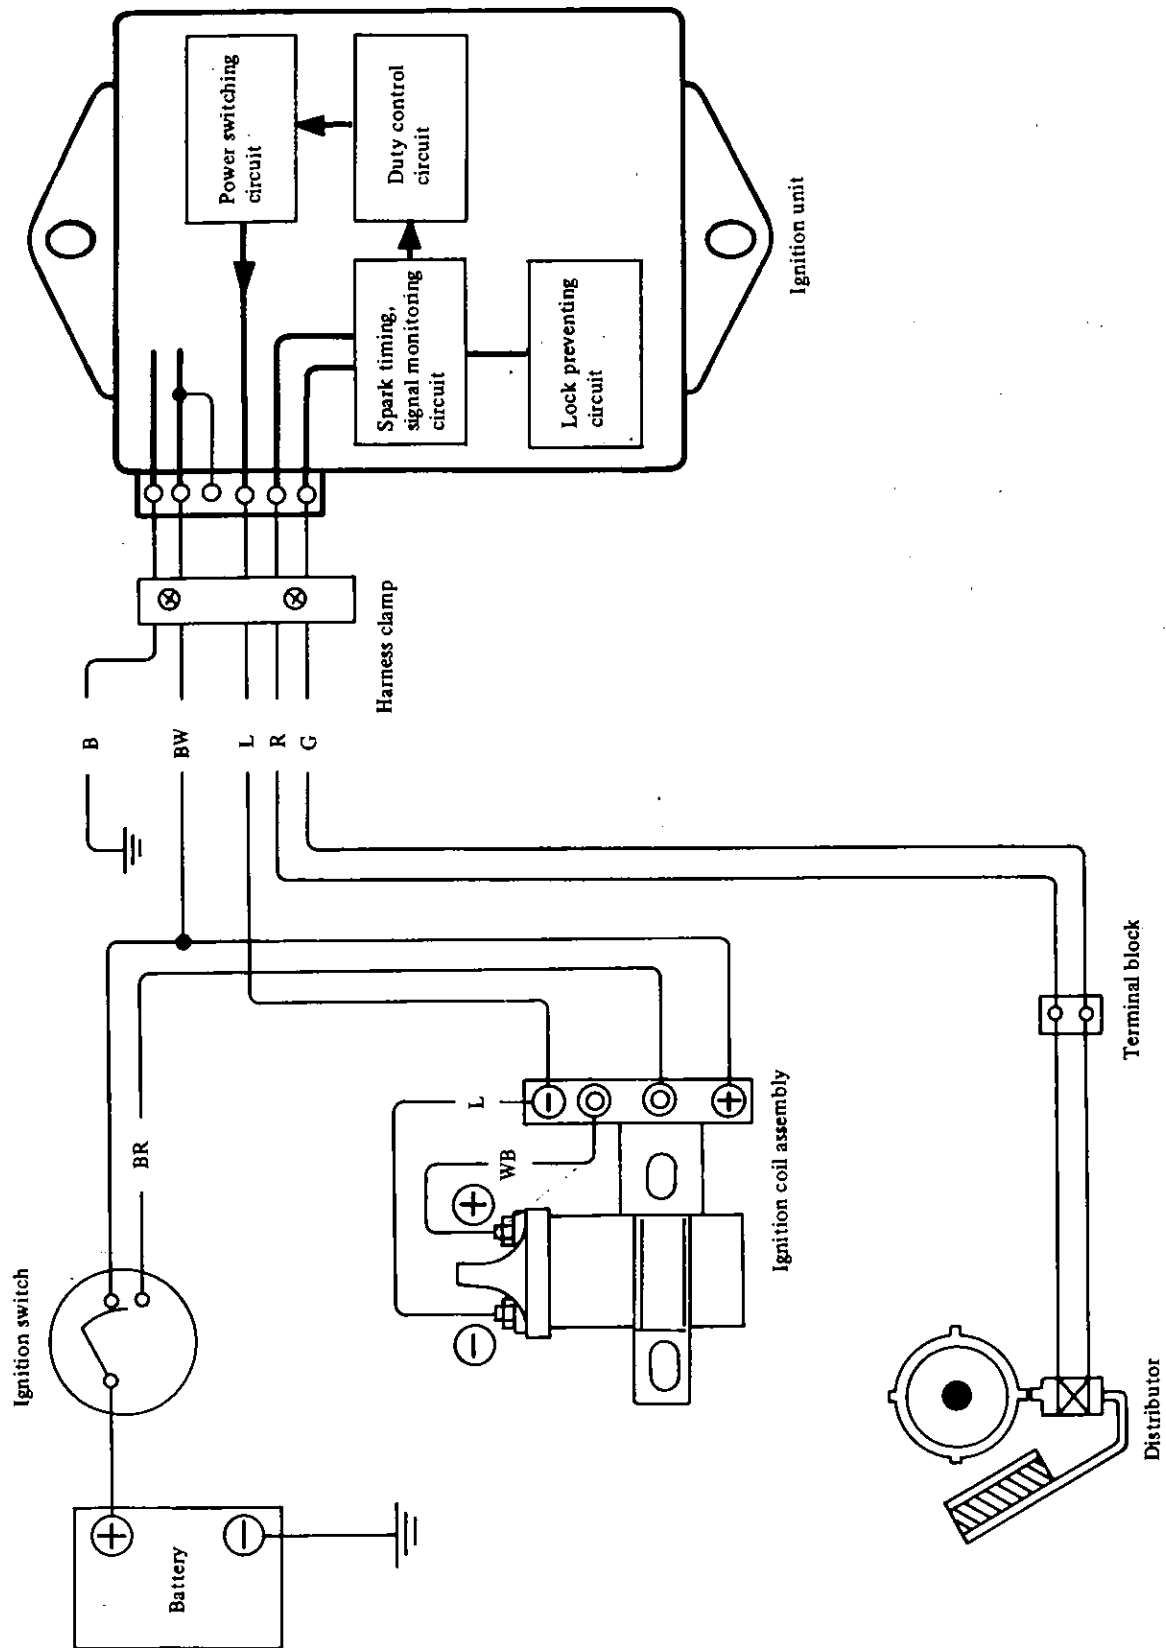 Ignition switch
Battery
BR
B
BW
L
R
G
Harness clamp
Power switching
circuit
Duty control
circuit
Spark timing,
signal monitoring
circuit
Lock preventing
circuit
Ignition unit
L
WB
Ignition coil assembly
Terminal block
Distributor